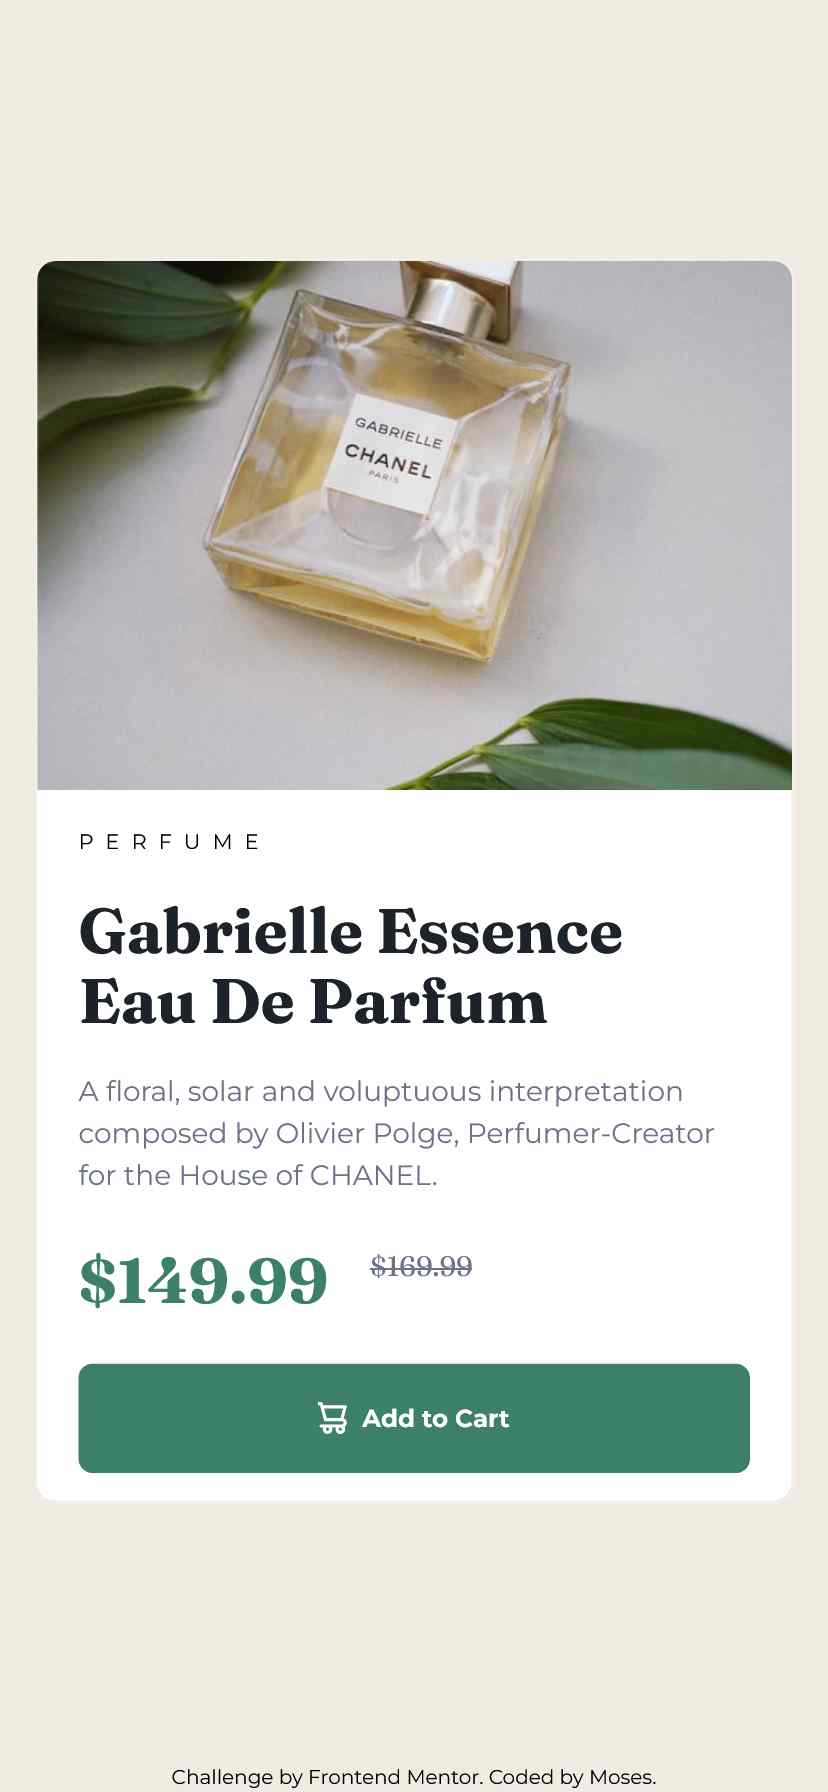 GABRIELLE
CHANEL
PARIS
PERFUME
Gabrielle Essence
Eau De Parfum
A floral, solar and voluptuous interpretation
composed by Olivier Polge, Perfumer-Creator
for the House of CHANEL.
$149.99 $169.99
Add to Cart
Challenge by Frontend Mentor. Coded by Moses.